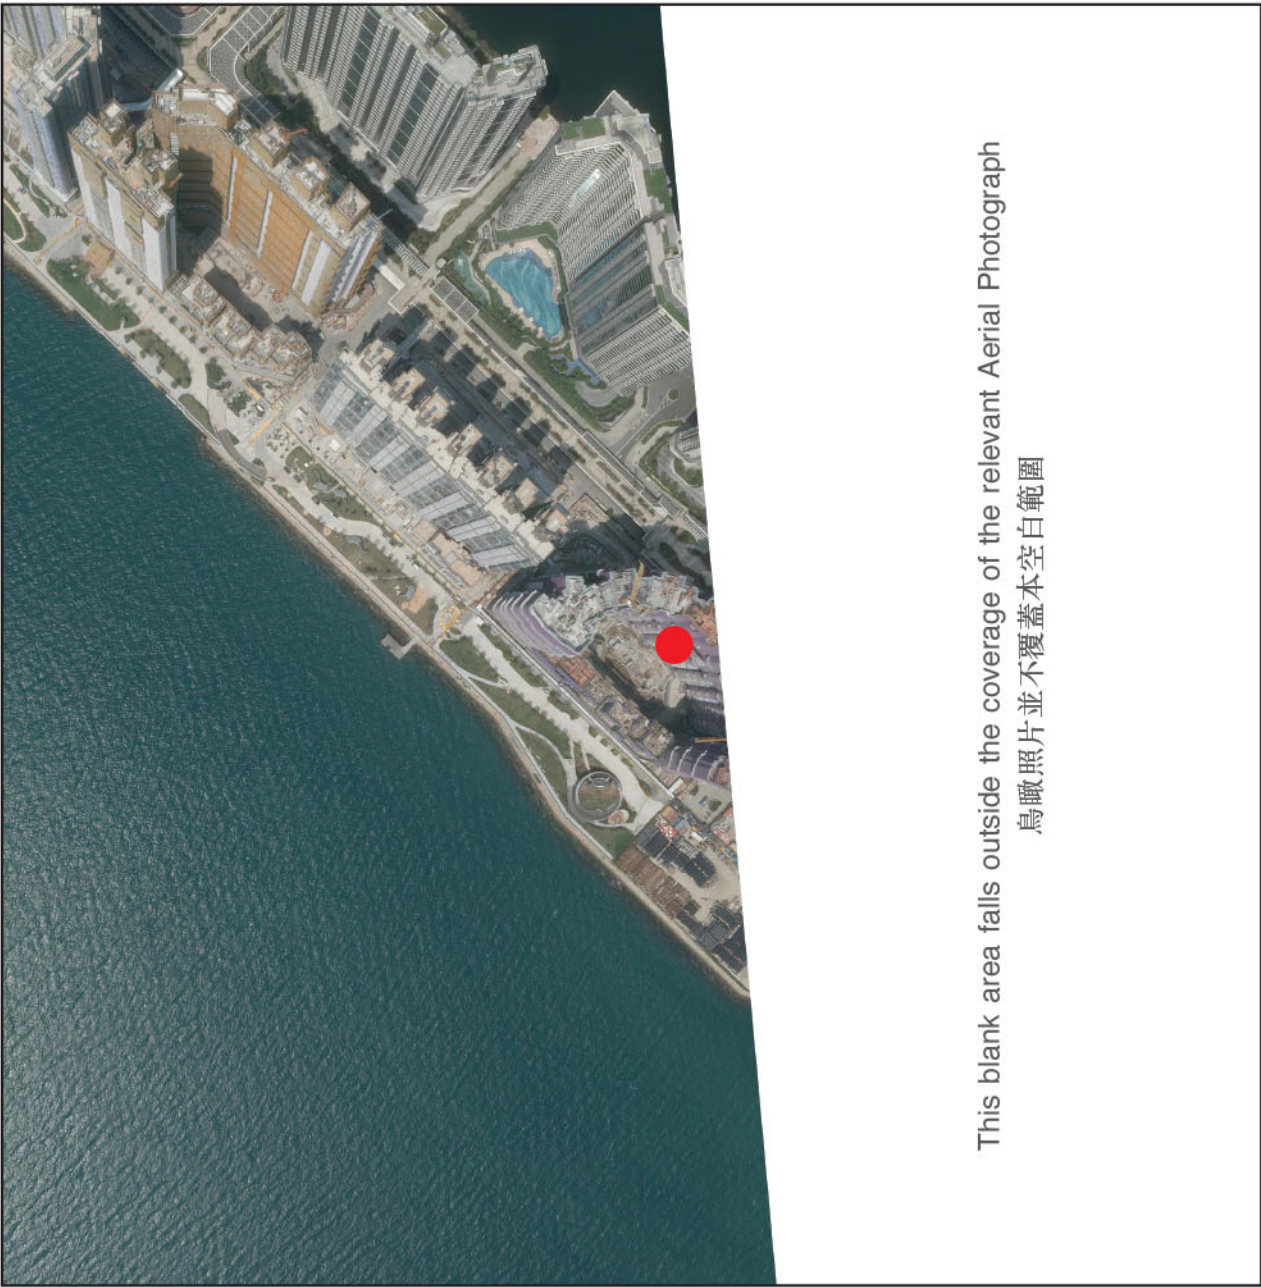 This blank area falls outside the coverage of the relevant Aerial Photograph
鳥瞰照片並不覆蓋本空白範圍